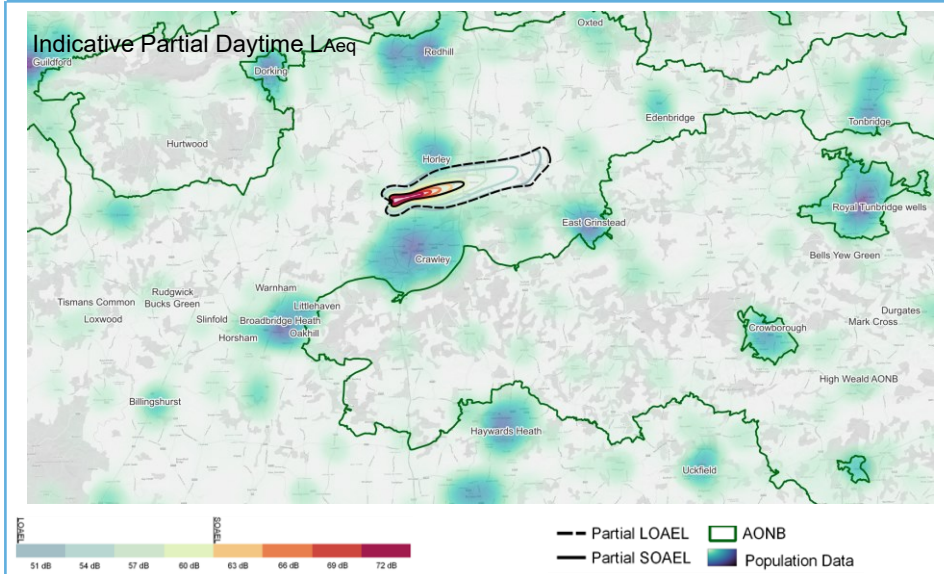 Indicative Partial Daytime LAeq
Oxted
Guildford
Redhill
Dorking
Edenbridge
Tonbridge
Hurtwood
Horley
Royal Tunbridge wells
East Grinstead
Crawley
Bells Yew Green
Warnham
Rudgwick
Tismans Common
Bucks Green
Littlehaven
Loxwood
Slinfold
Broadbridge Heath
Oakhill
Horsham
Durgates
Mark Cross
Crowborough
High Weald AONB
Billingshurst
Haywards Heath
Uckfield
LOAEL
SOAEL
51 dB 54 dB 57 dB 60 dB 63 dB 66 dB 69 dB 72 dB
Partial LOAEL
AONB
Partial SOAEL
Population Data